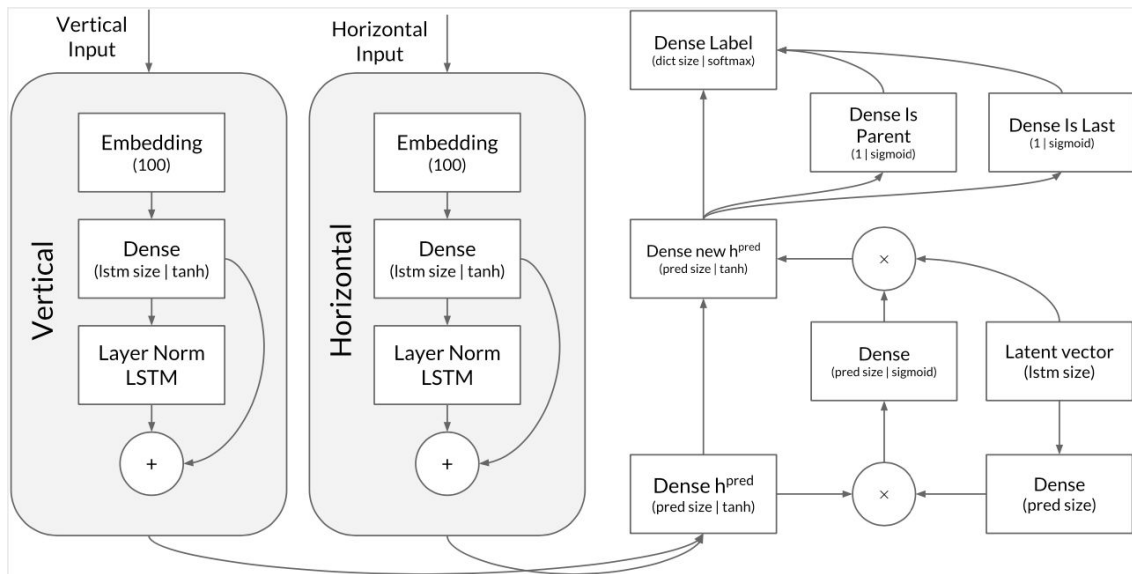 Vertical
Input
Vertical
Embedding
(100)
Dense
(lstm size | tanh)
Layer Norm
LSTM
+
Horizontal
Input
Horizontal
Embedding
(100)
Dense
(lstm size | tanh)
Layer Norm
LSTM
+
Dense Label
(dict size | softmax)
Dense Is
Parent
(1 | sigmoid)
Dense Is Last
(1 | sigmoid)
Dense new h^pred
(pred size | tanh)
×
Dense
(pred size | sigmoid)
Latent vector
(lstm size)
Dense h^pred
(pred size | tanh)
×
Dense
(pred size)